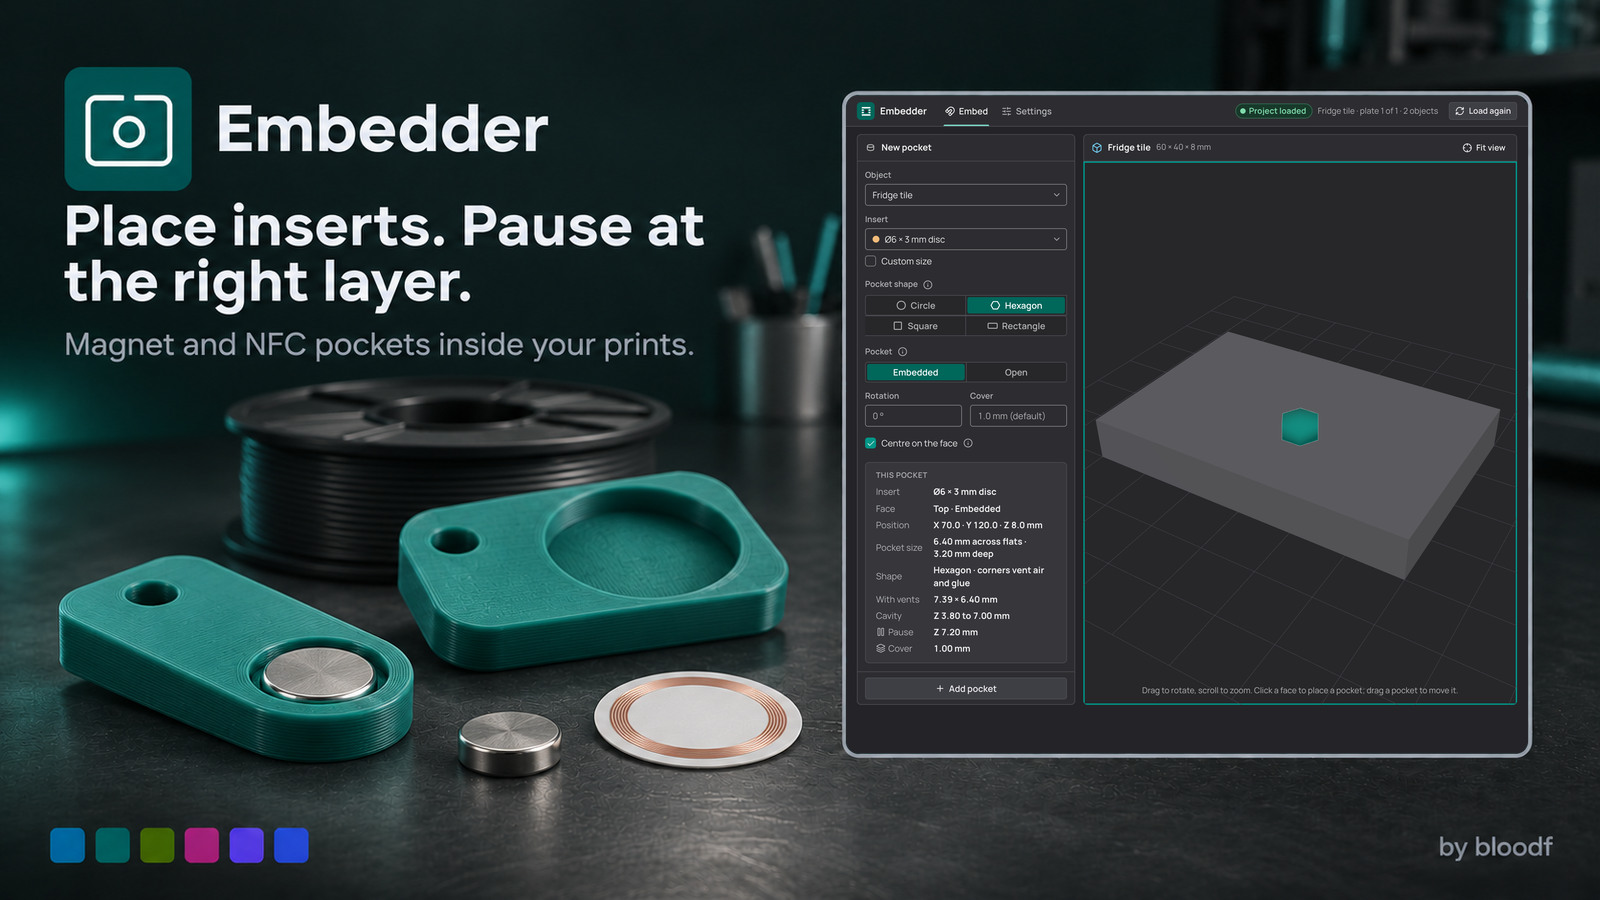 Embedder
Place inserts. Pause at
the right layer.
Magnet and NFC pockets inside your prints.
Embedder
Embed
Settings
Project loaded
Fridge tile · plate 1 of 1 · 2 objects
Load again
New pocket
Object
Fridge tile
Insert
Ø6 × 3 mm disc
Custom size
Pocket shape
Circle
Hexagon
Square
Rectangle
Pocket
Embedded
Open
Rotation
Cover
0 °
1.0 mm (default)
Centre on the face
THIS POCKET
Insert Ø6 × 3 mm disc
Face Top · Embedded
Position X 70.0 · Y 120.0 · Z 8.0 mm
Pocket size 6.40 mm across flats ·
3.20 mm deep
Shape Hexagon · corners vent air
and glue
With vents 7.39 × 6.40 mm
Cavity Z 3.80 to 7.00 mm
Pause Z 7.20 mm
Cover 1.00 mm
+ Add pocket
Fridge tile 60 × 40 × 8 mm
Fit view
Drag to rotate, scroll to zoom. Click a face to place a pocket; drag a pocket to move it.
by bloodf